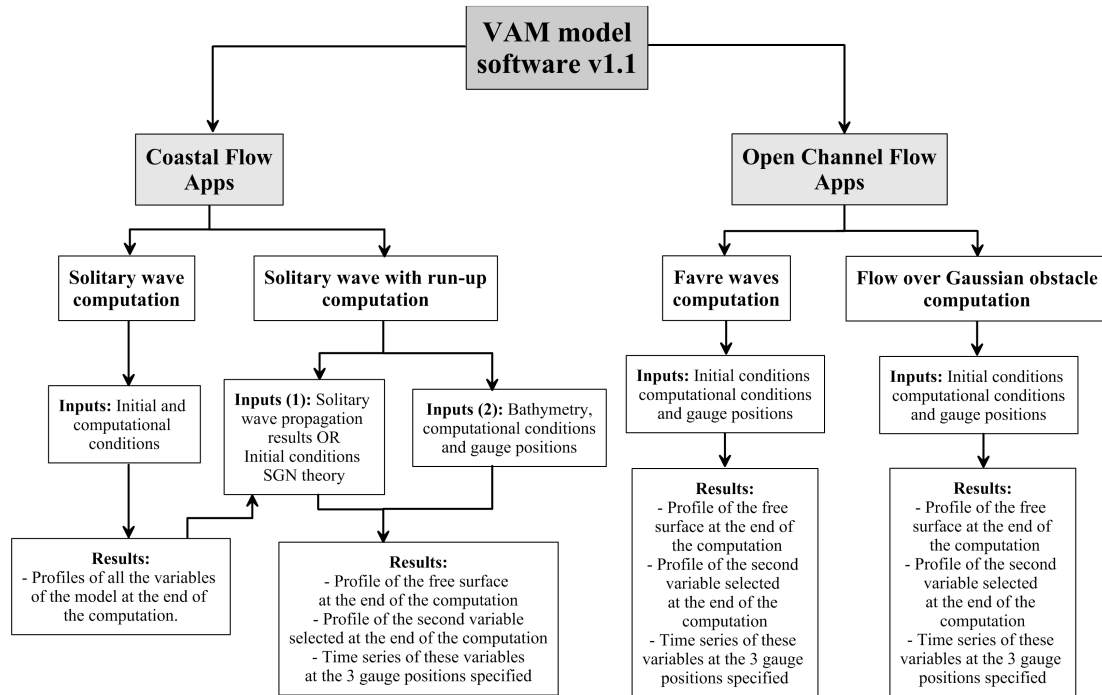 VAM model
software v1.1
Coastal Flow
Apps
Open Channel Flow
Apps
Solitary wave
computation
Solitary wave with run-up
computation
Favre waves
computation
Flow over Gaussian obstacle
computation
Inputs: Initial and
computational
conditions
Inputs (1): Solitary
wave propagation
results OR
Initial conditions
SGN theory
Inputs (2): Bathymetry,
computational conditions
and gauge positions
Inputs: Initial conditions
computational conditions
and gauge positions
Inputs: Initial conditions
computational conditions
and gauge positions
Results:
- Profiles of all the variables
of the model at the end of
the computation.
Results:
- Profile of the free surface
at the end of the computation
- Profile of the second variable
selected at the end of the computation
- Time series of these variables
at the 3 gauge positions specified
Results:
- Profile of the free
surface at the end of
the computation
- Profile of the second
variable selected
at the end of the
computation
- Time series of these
variables at the 3 gauge
positions specified
Results:
- Profile of the free
surface at the end of
the computation
- Profile of the second
variable selected
at the end of the
computation
- Time series of these
variables at the 3 gauge
positions specified